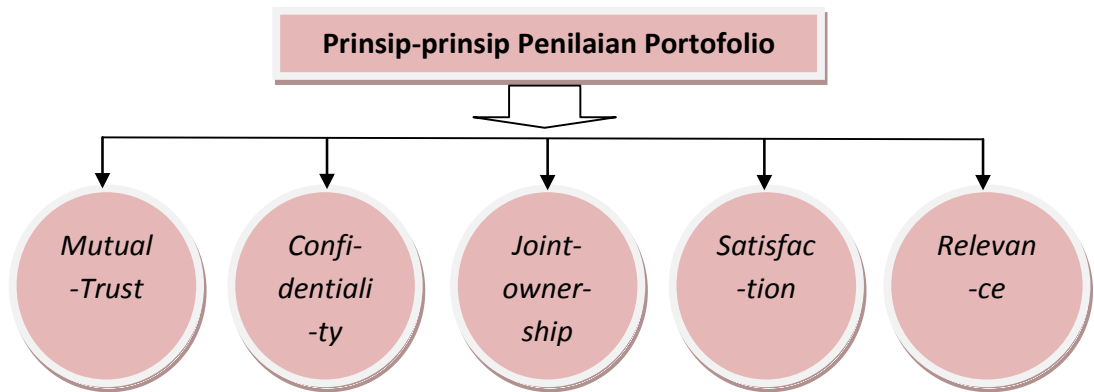 Prinsip-prinsip Penilaian Portofolio
Mutual
-Trust
Confi-
dentiali
-ty
Joint-
owner-
ship
Satisfac
-tion
Relevan
-ce